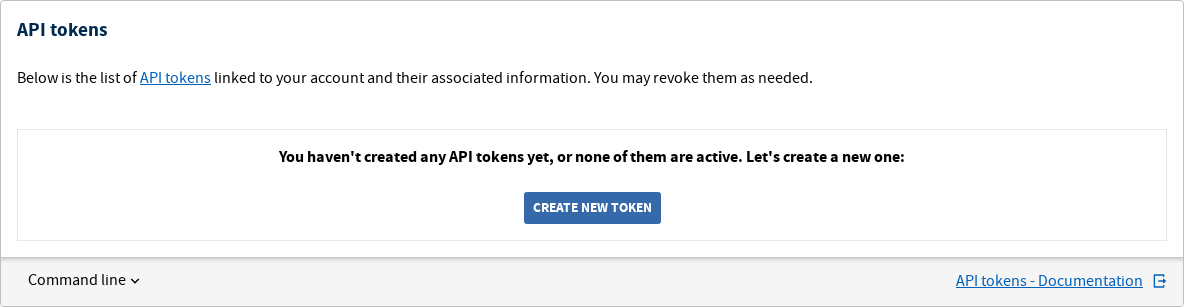 API tokens
Below is the list of API tokens linked to your account and their associated information. You may revoke them as needed.
You haven't created any API tokens yet, or none of them are active. Let's create a new one:
CREATE NEW TOKEN
Command line
API tokens - Documentation